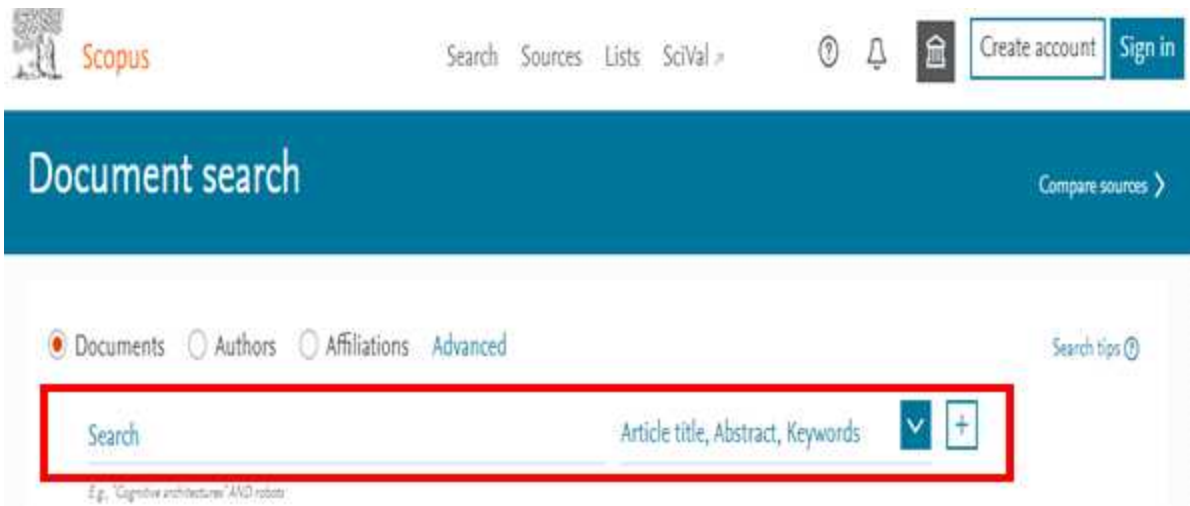 Scopus
Search Sources Lists SciVal ↗
Create account
Sign in
Document search
Compare sources
Documents Authors Affiliations Advanced
Search tips
Search
Article title, Abstract, Keywords
E.g., "Cognitive architectures" AND robots